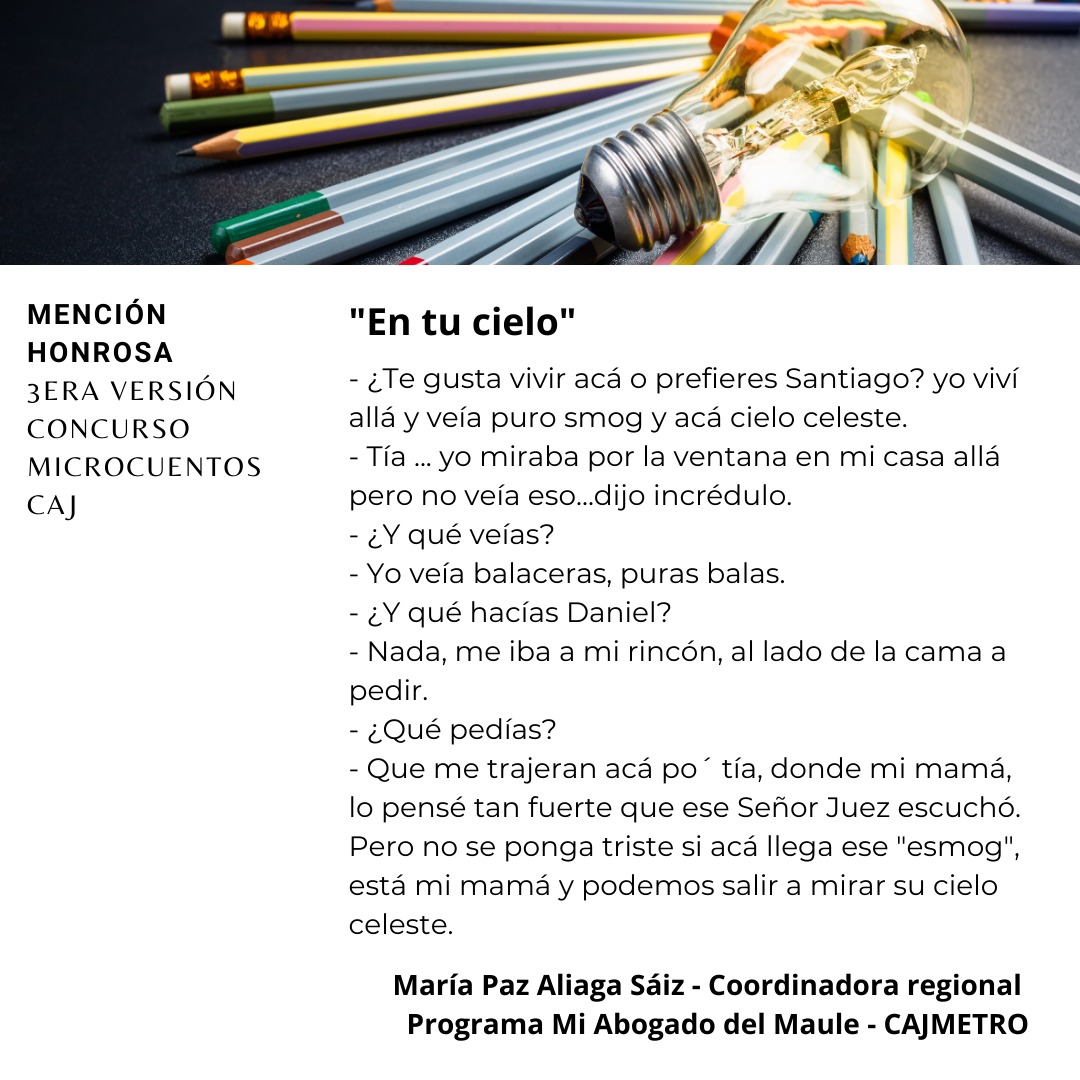 MENCIÓN
HONROSA
3ERA VERSIÓN
CONCURSO
MICROCUENTOS
CAJ
"En tu cielo"
- ¿Te gusta vivir acá o prefieres Santiago? yo viví
allá y veía puro smog y acá cielo celeste.
- Tía ... yo miraba por la ventana en mi casa allá
pero no veía eso...dijo incrédulo.
- ¿Y qué veías?
- Yo veía balaceras, puras balas.
- ¿Y qué hacías Daniel?
- Nada, me iba a mi rincón, al lado de la cama a
pedir.
- ¿Qué pedías?
- Que me trajeran acá po´ tía, donde mi mamá,
lo pensé tan fuerte que ese Señor Juez escuchó.
Pero no se ponga triste si acá llega ese "esmog",
está mi mamá y podemos salir a mirar su cielo
celeste.
María Paz Aliaga Sáiz - Coordinadora regional
Programa Mi Abogado del Maule - CAJMETRO